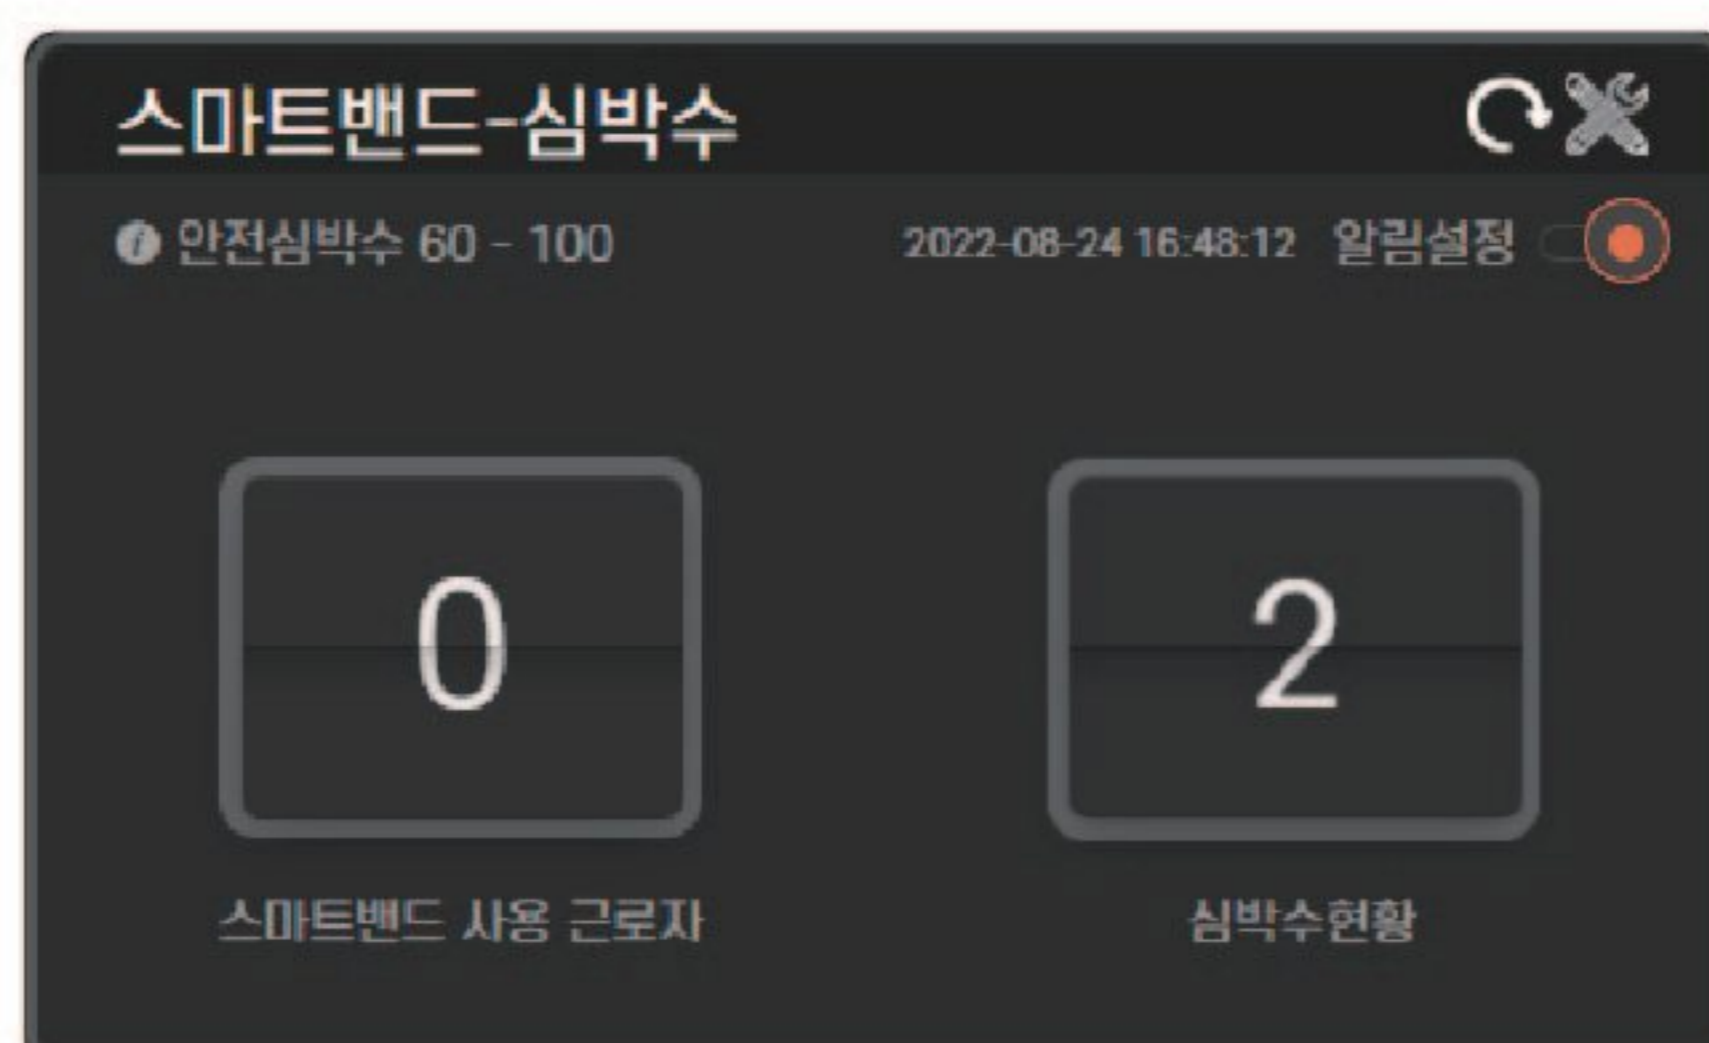 스마트밴드-심박수
안전심박수 60 - 100 2022-08-24 16:48:12 알림설정
0 2
스마트밴드 사용 근로자 심박수현황